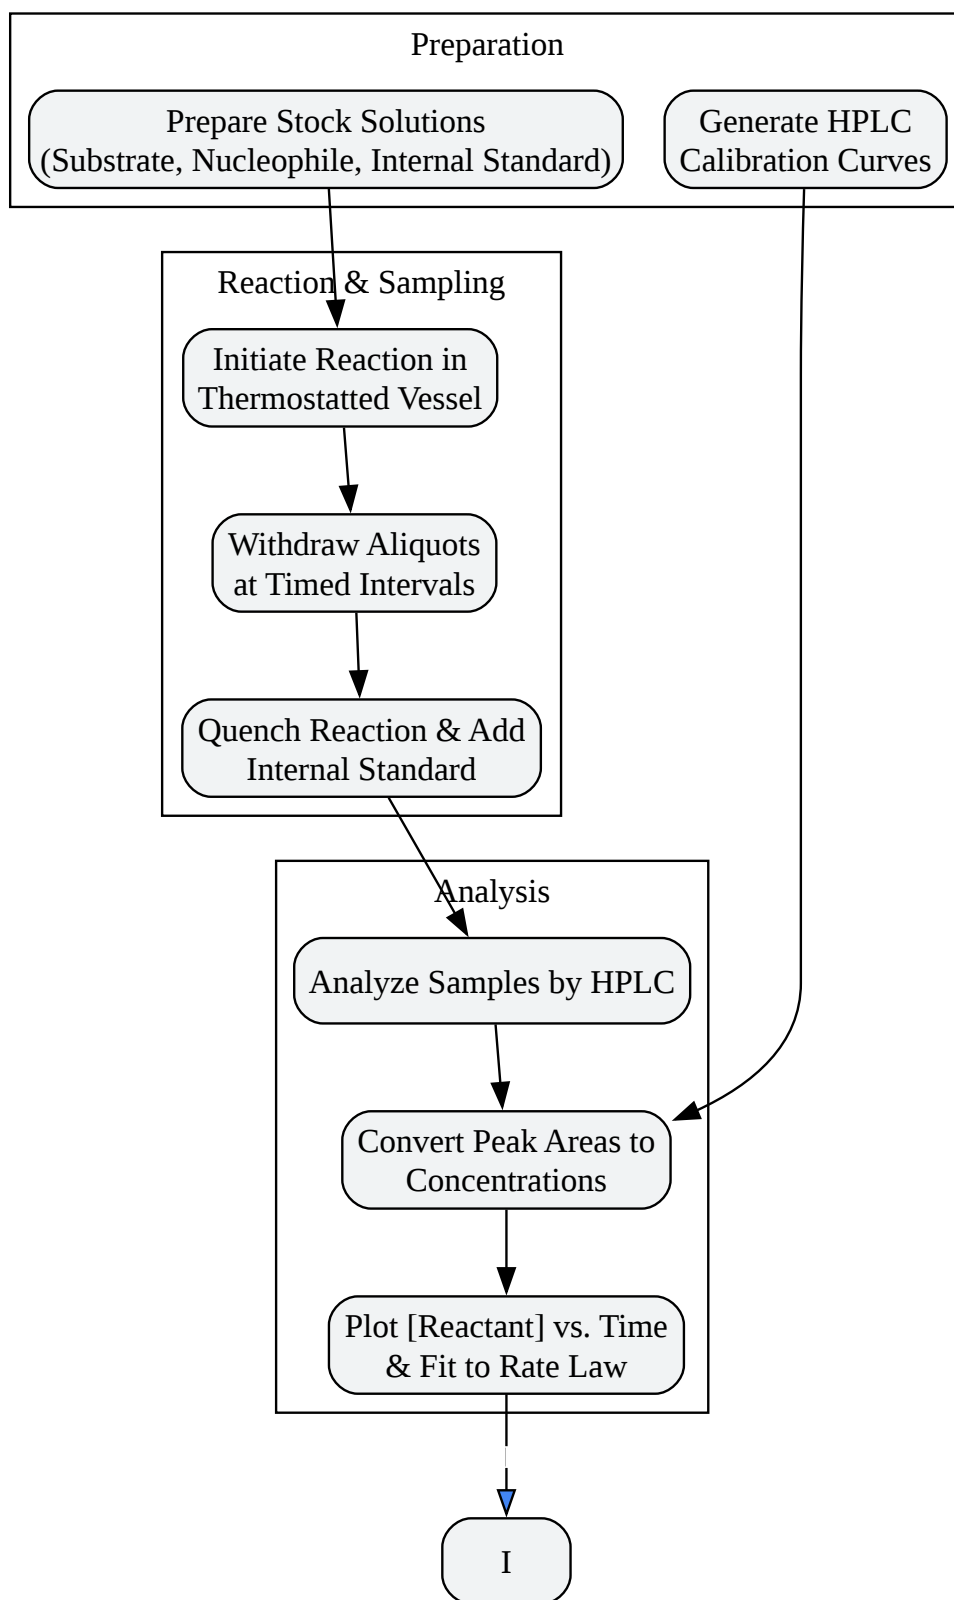 Preparation
Prepare Stock Solutions
(Substrate, Nucleophile, Internal Standard)
Generate HPLC
Calibration Curves
Reaction & Sampling
Initiate Reaction in
Thermostatted Vessel
Withdraw Aliquots
at Timed Intervals
Quench Reaction & Add
Internal Standard
Analysis
Analyze Samples by HPLC
Convert Peak Areas to
Concentrations
Plot [Reactant] vs. Time
& Fit to Rate Law
I